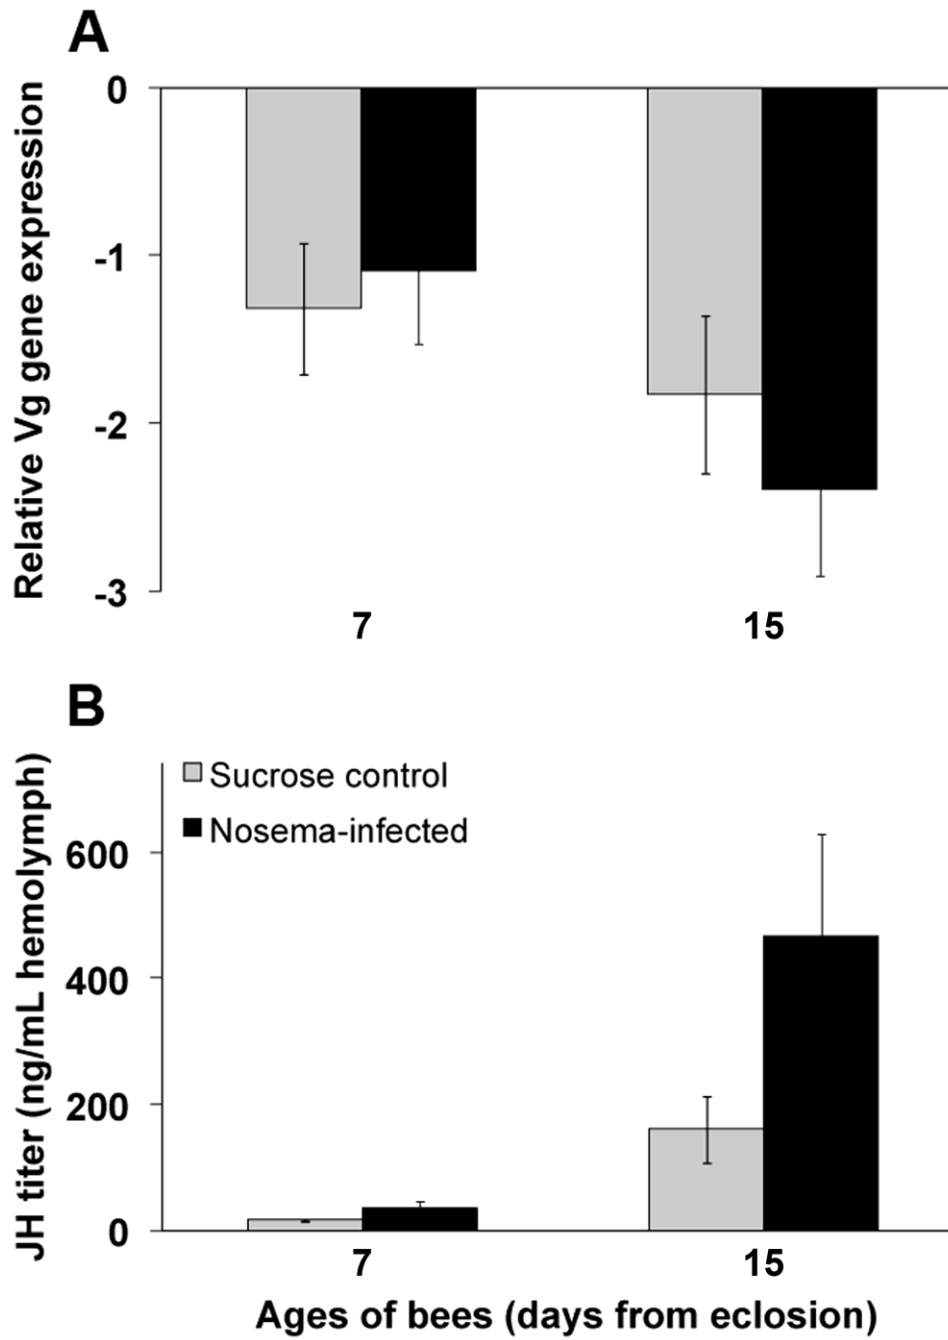 A
Relative Vg gene expression
0
-1
-2
-3
7
15
B
JH titer (ng/mL hemolymph)
Sucrose control
Nosema-infected
600
400
200
0
7
15
Ages of bees (days from eclosion)